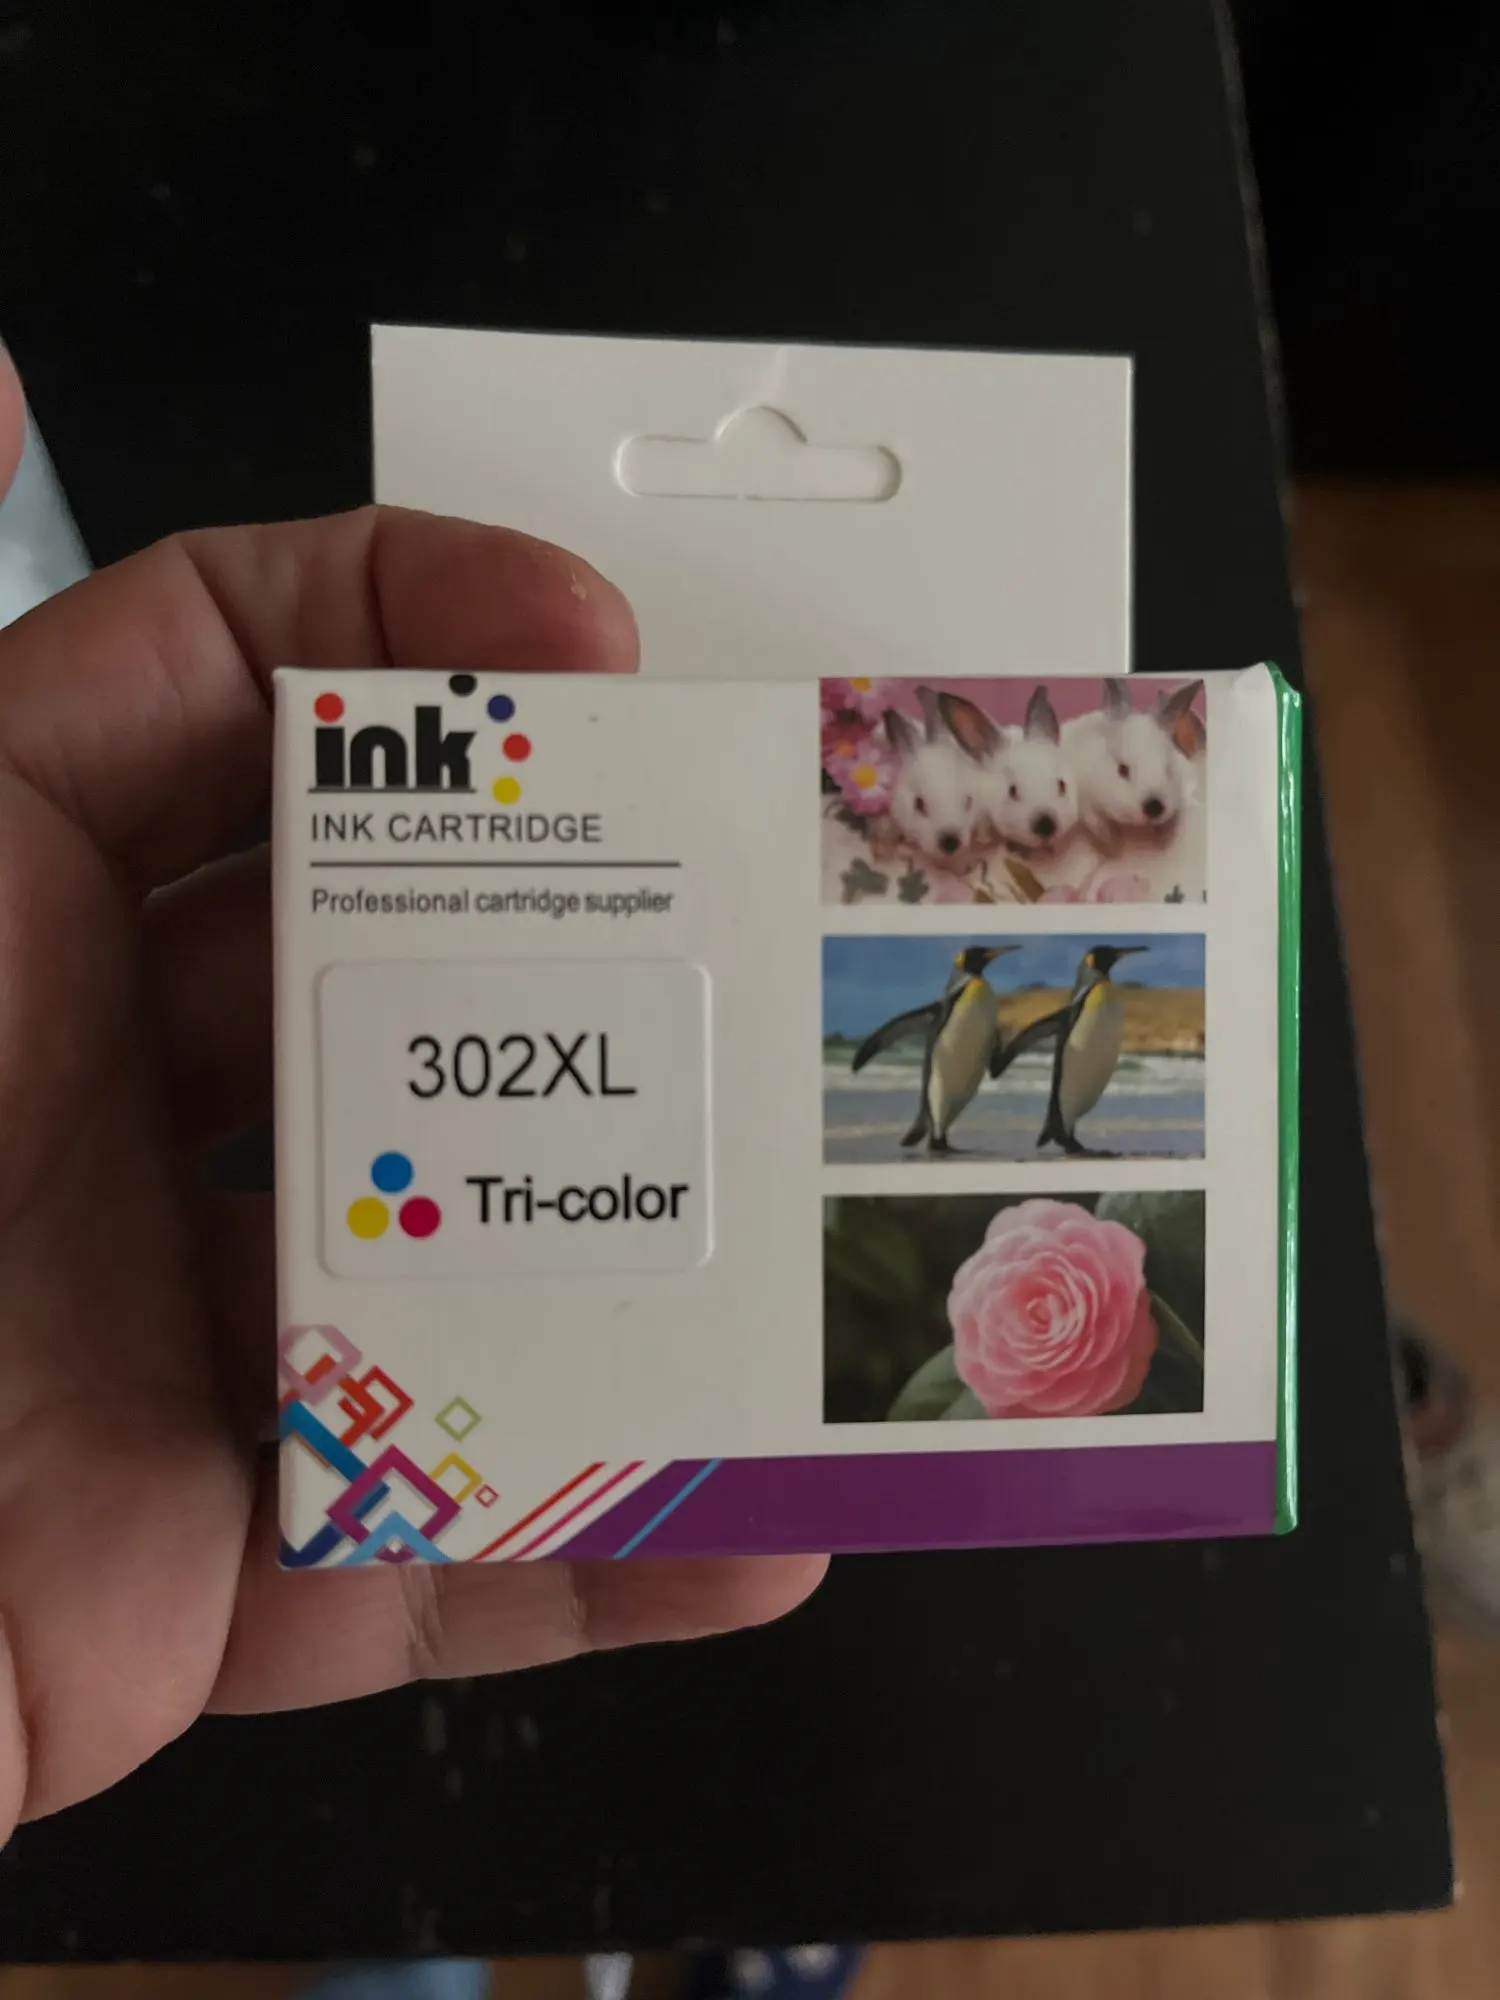 ink
INK CARTRIDGE
Professional cartridge supplier
302XL
Tri-color